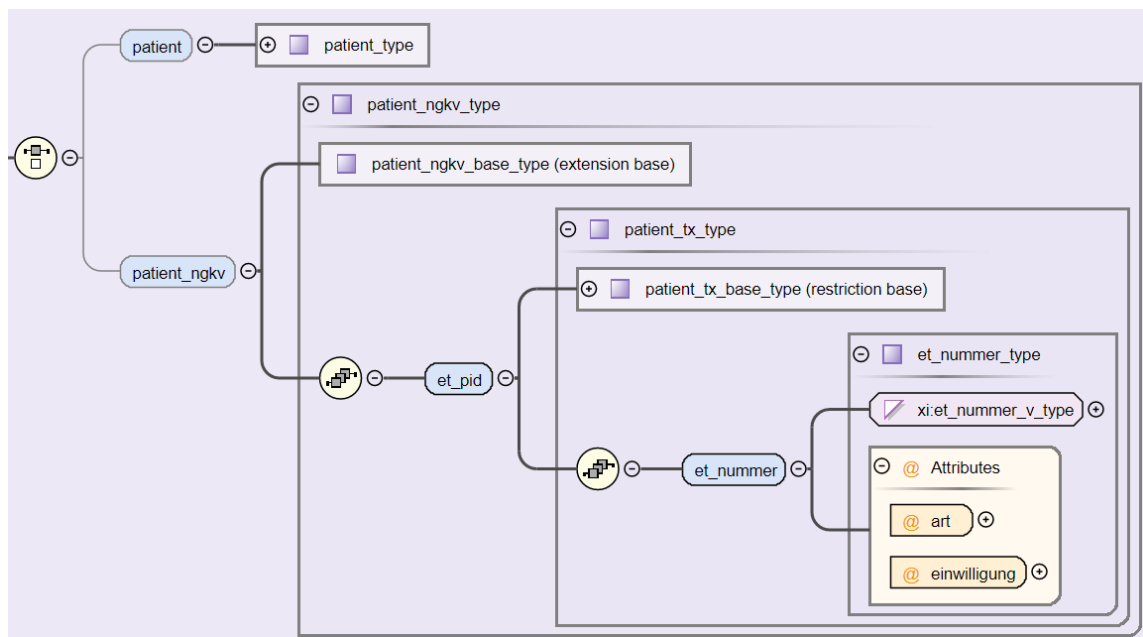 patient
patient_type
patient_ngkv_type
patient_ngkv_base_type (extension base)
patient_tx_type
patient_ngkv
patient_tx_base_type (restriction base)
et_nummer_type
et_pid
xi:et_nummer_v_type
et_nummer
@ Attributes
@ art
@ einwilligung